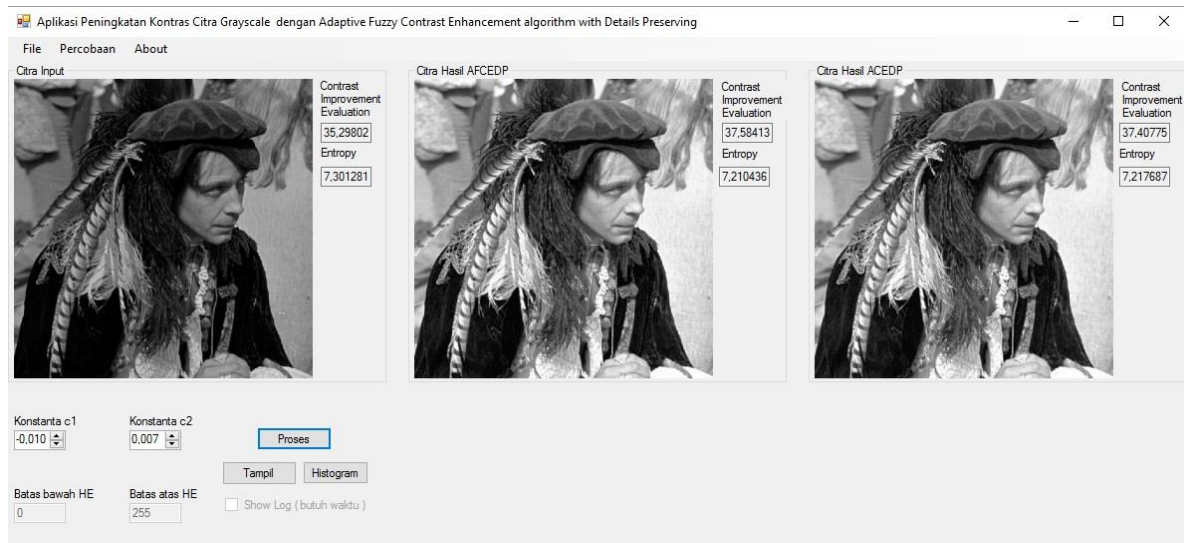 Aplikasi Peningkatan Kontras Citra Grayscale dengan Adaptive Fuzzy Contrast Enhancement algorithm with Details Preserving
File Percobaan About
Citra Input
Contrast
Improvement
Evaluation
35,29802
Entropy
7,301281
Citra Hasil AFCEDP
Contrast
Improvement
Evaluation
37,58413
Entropy
7,210436
Citra Hasil ACEDP
Contrast
Improvement
Evaluation
37,40775
Entropy
7,217687
Konstanta c1
-0,010
Konstanta c2
0,007
Proses
Tampil
Histogram
Batas bawah HE
0
Batas atas HE
255
Show Log ( butuh waktu )